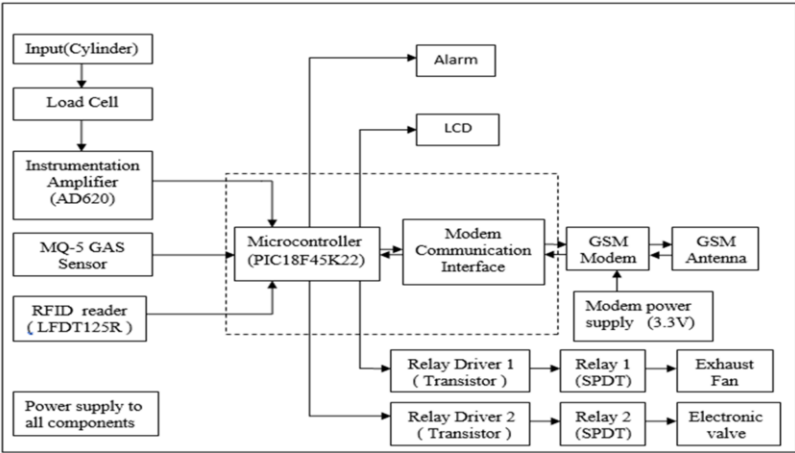 Input(Cylinder)
Load Cell
Instrumentation
Amplifier
(AD620)
MQ-5 GAS
Sensor
RFID reader
( LFDT125R )
Power supply to
all components
Alarm
LCD
Microcontroller
(PIC18F45K22)
Modem
Communication
Interface
GSM
Modem
GSM
Antenna
Modem power
supply (3.3V)
Relay Driver 1
( Transistor )
Relay 1
(SPDT)
Exhaust
Fan
Relay Driver 2
( Transistor )
Relay 2
(SPDT)
Electronic
valve